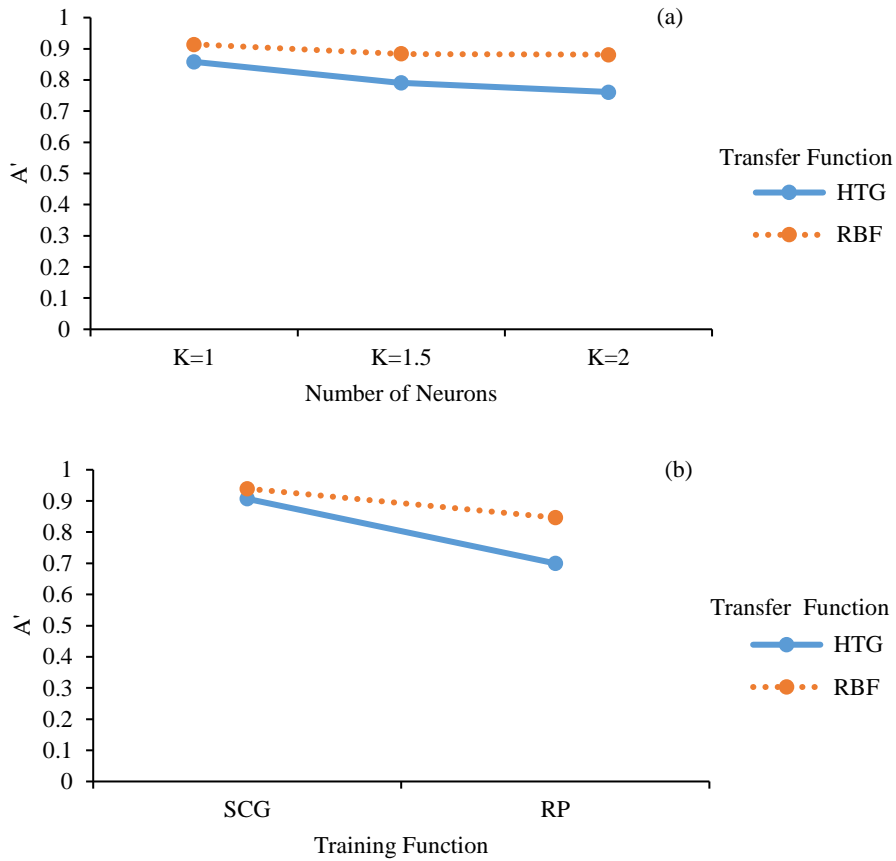 (a)
1
0.9
0.8
0.7
0.6
0.5
0.4
0.3
0.2
0.1
0
A'
K=1 K=1.5 K=2
Number of Neurons
Transfer Function
HTG
RBF
(b)
1
0.9
0.8
0.7
0.6
0.5
0.4
0.3
0.2
0.1
0
A'
SCG RP
Training Function
Transfer Function
HTG
RBF